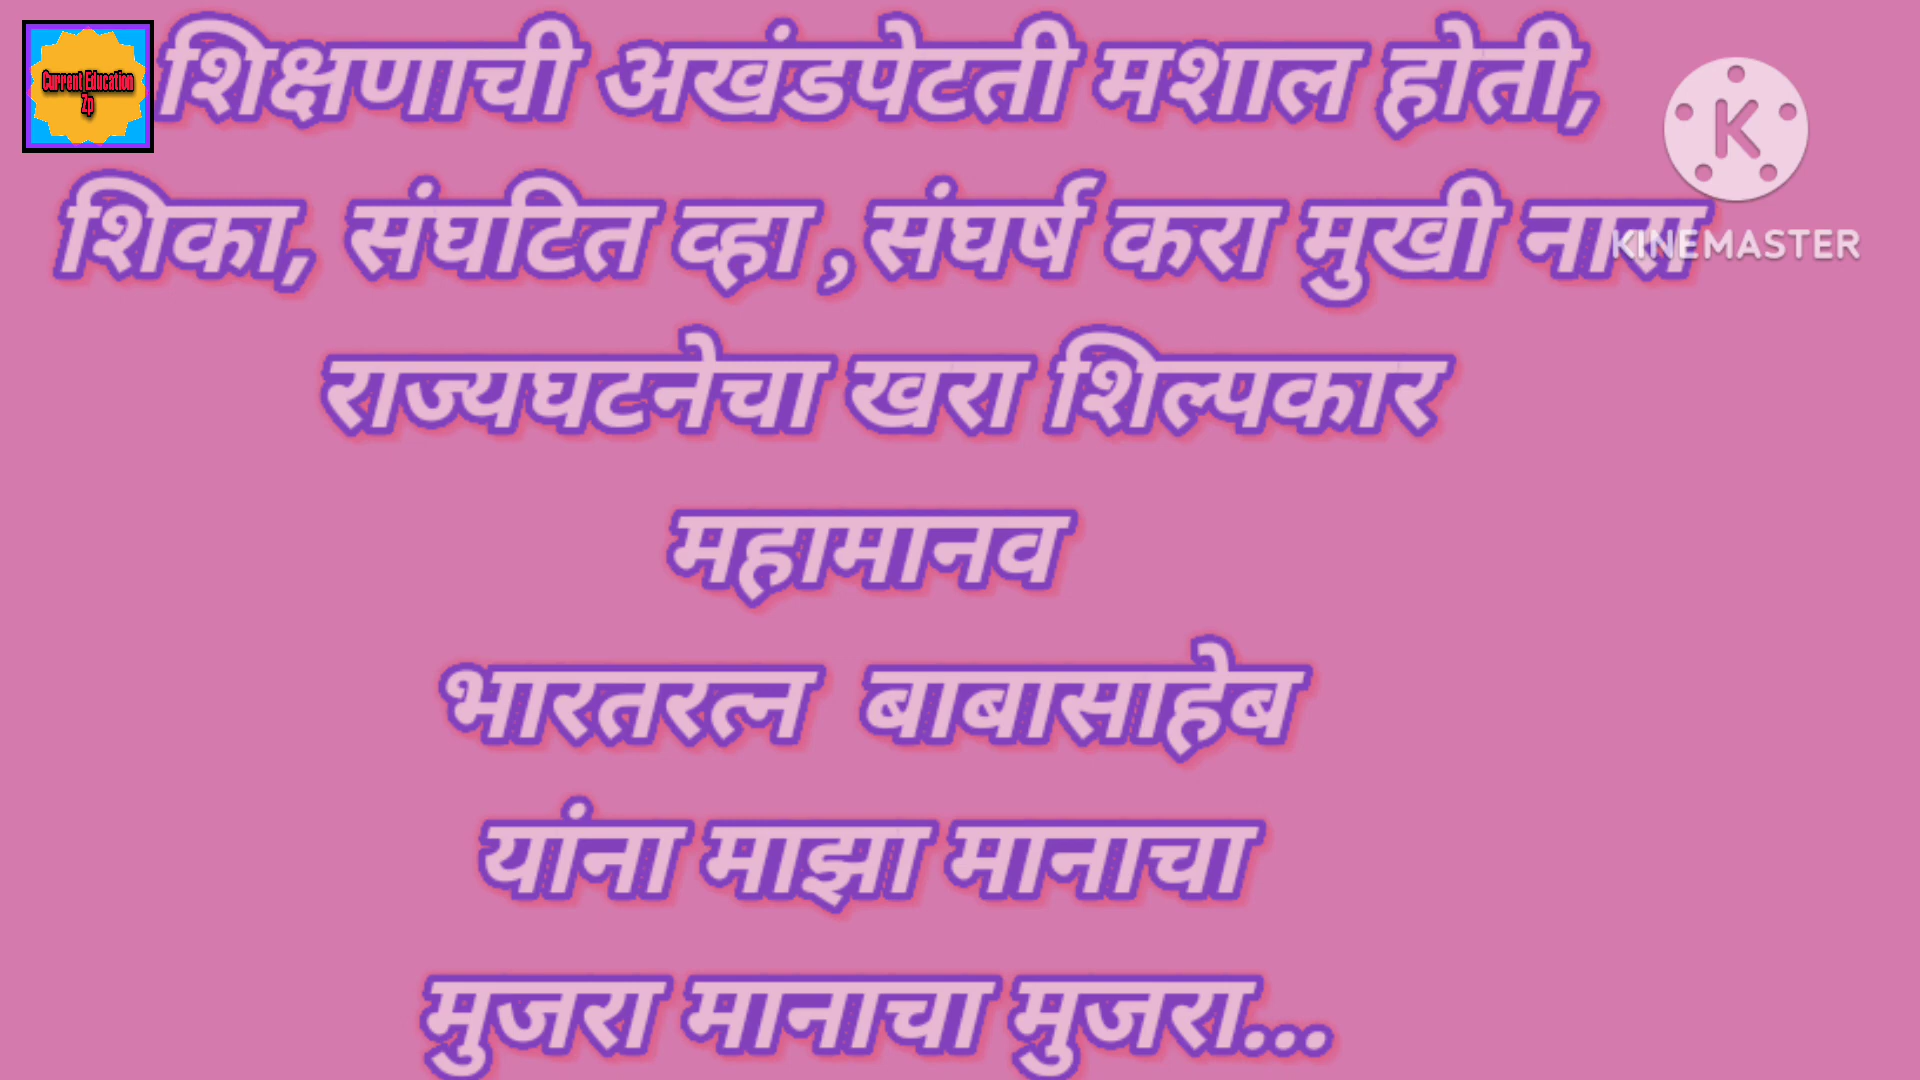 Current Education
Zp
शिक्षणाची अखंडपेटती मशाल होती,
शिका, संघटित व्हा ,संघर्ष करा मुखी नारा
KINEMASTER
राज्यघटनेचा खरा शिल्पकार
महामानव
भारतरत्न बाबासाहेब
यांना माझा मानाचा
मुजरा मानाचा मुजरा...